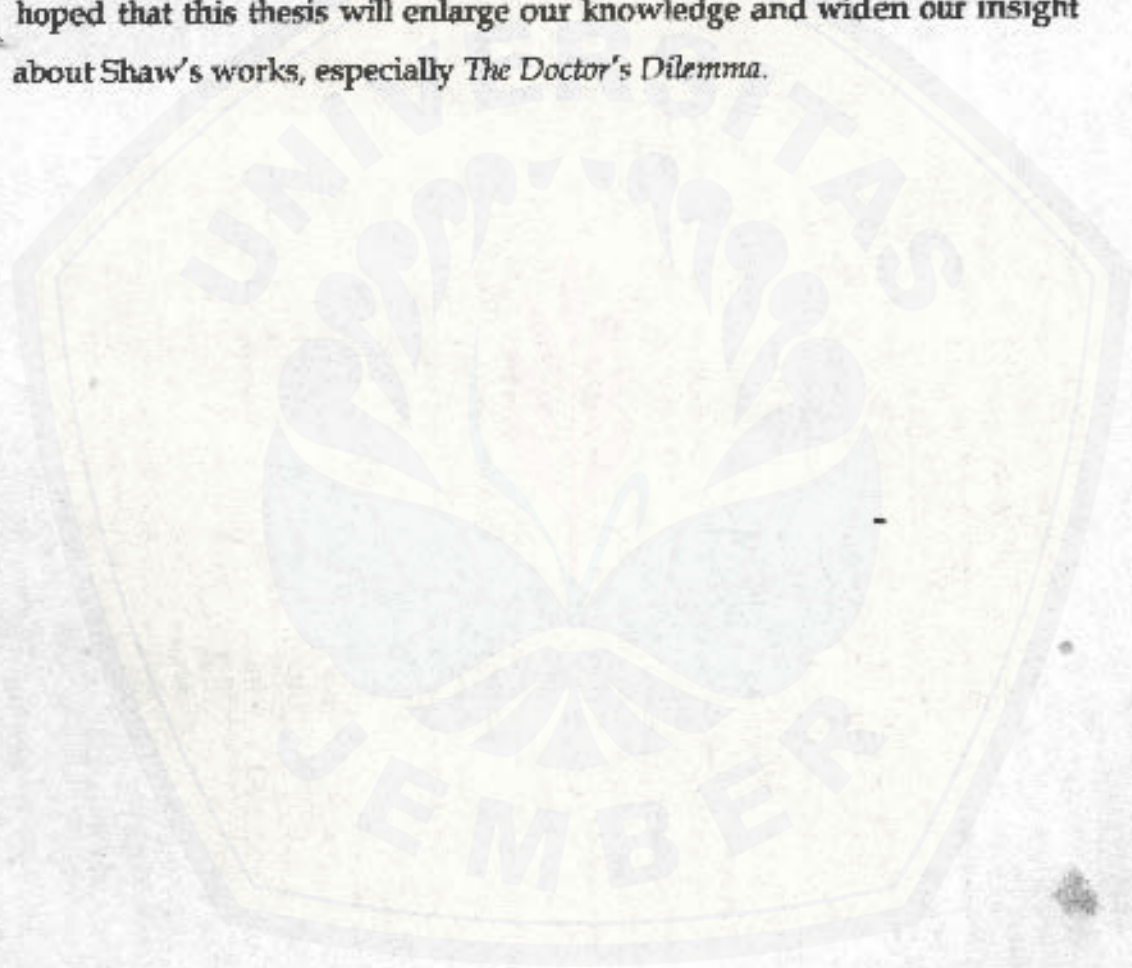 hoped that this thesis will enlarge our knowledge and widen our insight
about Shaw's works, especially The Doctor's Dilemma.
UNIVERSITAS
JEMBER